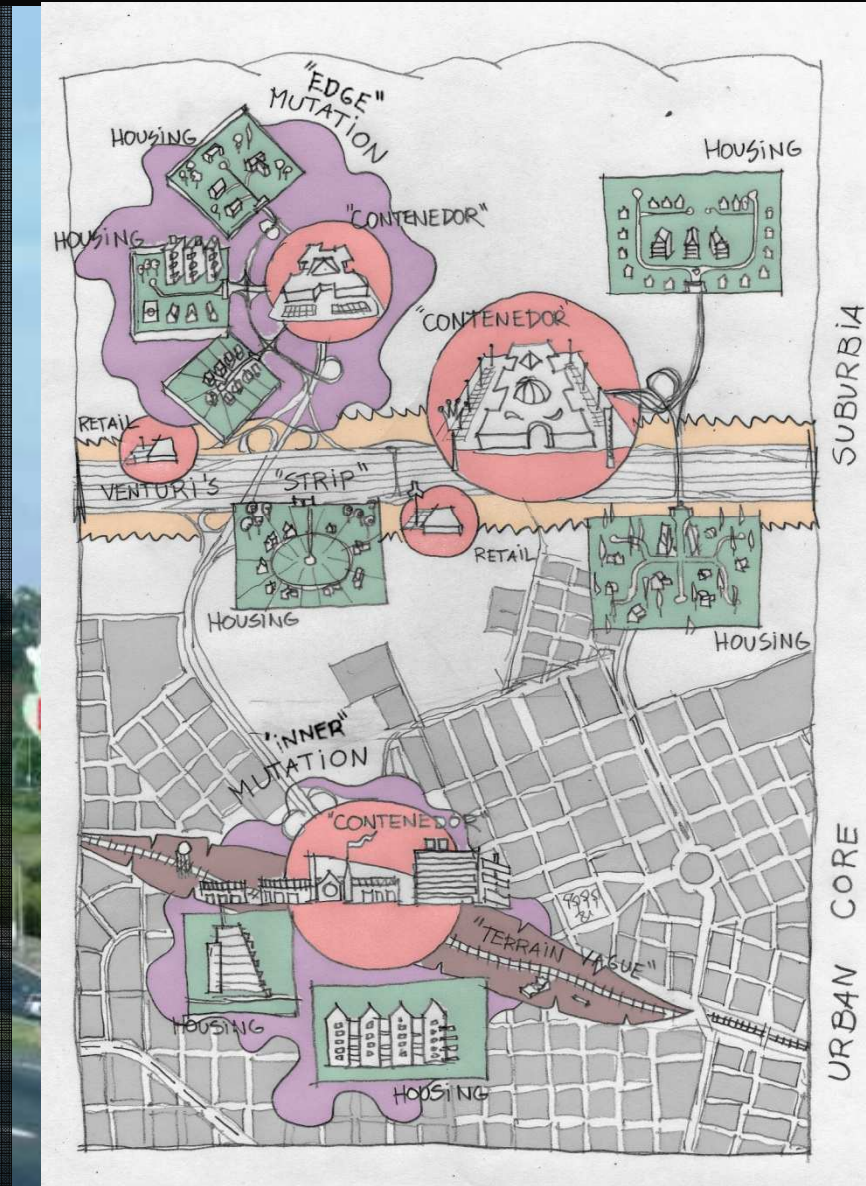 "EDGE"
MUTATION
HOUSING
HOUSING
"CONTENEDOR"
HOUSING
"CONTENEDOR"
RETAIL
VENTURI'S "STRIP"
RETAIL
HOUSING
HOUSING
SUBURBIA
"INNER"
MUTATION
"CONTENEDOR"
"TERRAIN VAGUE"
HOUSING
HOUSING
URBAN CORE